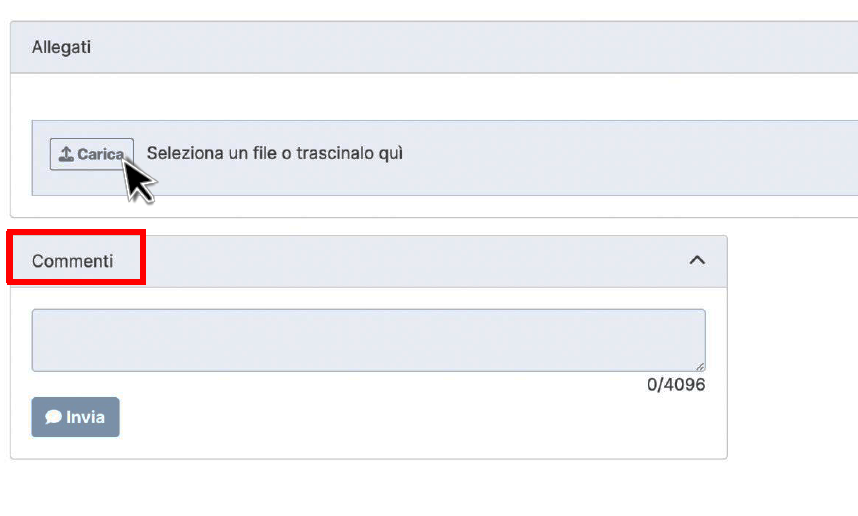 Allegati
Carica Seleziona un file o trascinalo quì
Commenti
0/4096
Invia